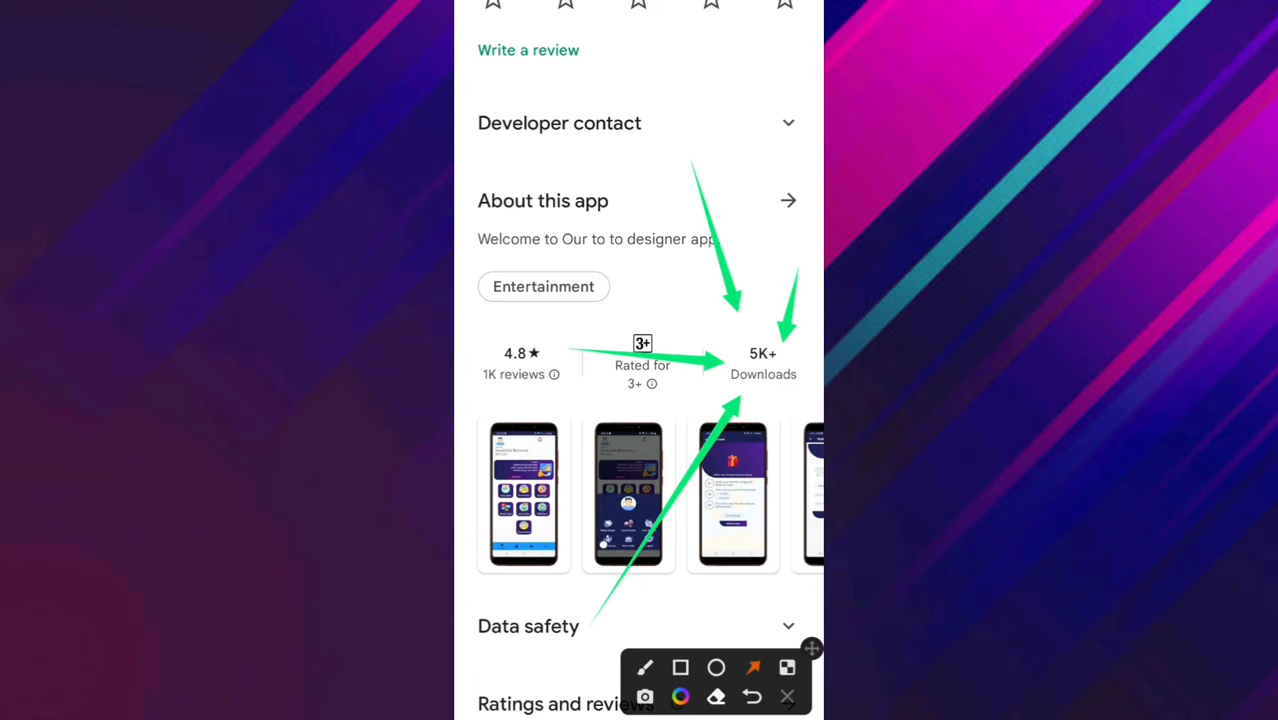 Write a review
Developer contact
About this app
Welcome to Our to to designer app
Entertainment
4.8★
1K reviews
3+
Rated for
3+
5K+
Downloads
Data safety
Ratings and reviews